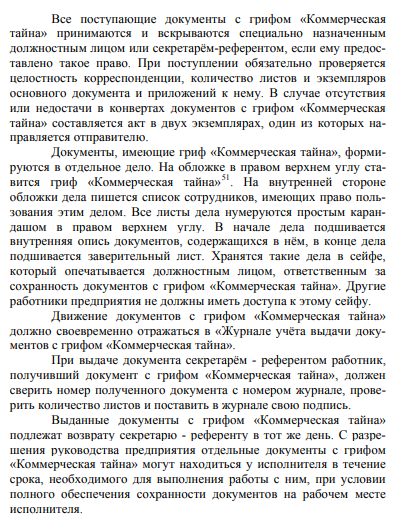 Все поступающие документы с грифом «Коммерческая
тайна» принимаются и вскрываются специально назначенным
должностным лицом или секретарём-референтом, если ему предос-
тавлено такое право. При поступлении обязательно проверяется
целостность корреспонденции, количество листов и экземпляров
основного документа и приложений к нему. В случае отсутствия
или недостачи в конвертах документов с грифом «Коммерческая
тайна» составляется акт в двух экземплярах, один из которых на-
правляется отправителю.
Документы, имеющие гриф «Коммерческая тайна», форми-
руются в отдельное дело. На обложке в правом верхнем углу ста-
вится гриф «Коммерческая тайна»51. На внутренней стороне
обложки дела пишется список сотрудников, имеющих право поль-
зования этим делом. Все листы дела нумеруются простым каран-
дашом в правом верхнем углу. В начале дела подшивается
внутренняя опись документов, содержащихся в нём, в конце дела
подшивается заверительный лист. Хранятся такие дела в сейфе,
который опечатывается должностным лицом, ответственным за
сохранность документов с грифом «Коммерческая тайна». Другие
работники предприятия не должны иметь доступа к этому сейфу.
Движение документов с грифом «Коммерческая тайна»
должно своевременно отражаться в «Журнале учёта выдачи доку-
ментов с грифом «Коммерческая тайна».
При выдаче документа секретарём - референтом работник,
получивший документ с грифом «Коммерческая тайна», должен
сверить номер полученного документа с номером журнале, прове-
рить количество листов и поставить в журнале свою подпись.
Выданные документы с грифом «Коммерческая тайна»
подлежат возврату секретарю - референту в тот же день. С разре-
шения руководства предприятия отдельные документы с грифом
«Коммерческая тайна» могут находиться у исполнителя в течение
срока, необходимого для выполнения работы с ним, при условии
полного обеспечения сохранности документов на рабочем месте
исполнителя.